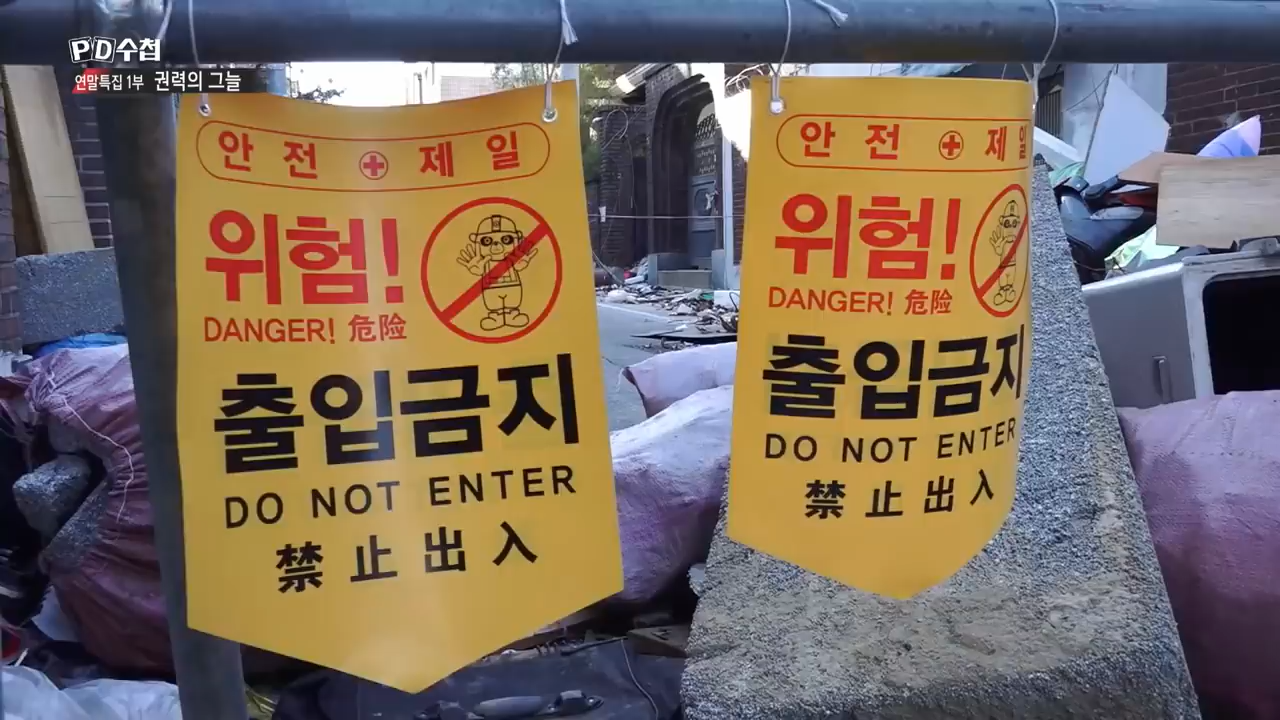 PD수첩
연말특집 1부 권력의 그늘
안전 제일
위험!
DANGER! 危险
출입금지
DO NOT ENTER
禁止出入
안전 제일
위험!
DANGER! 危险
출입금지
DO NOT ENTER
禁止出入